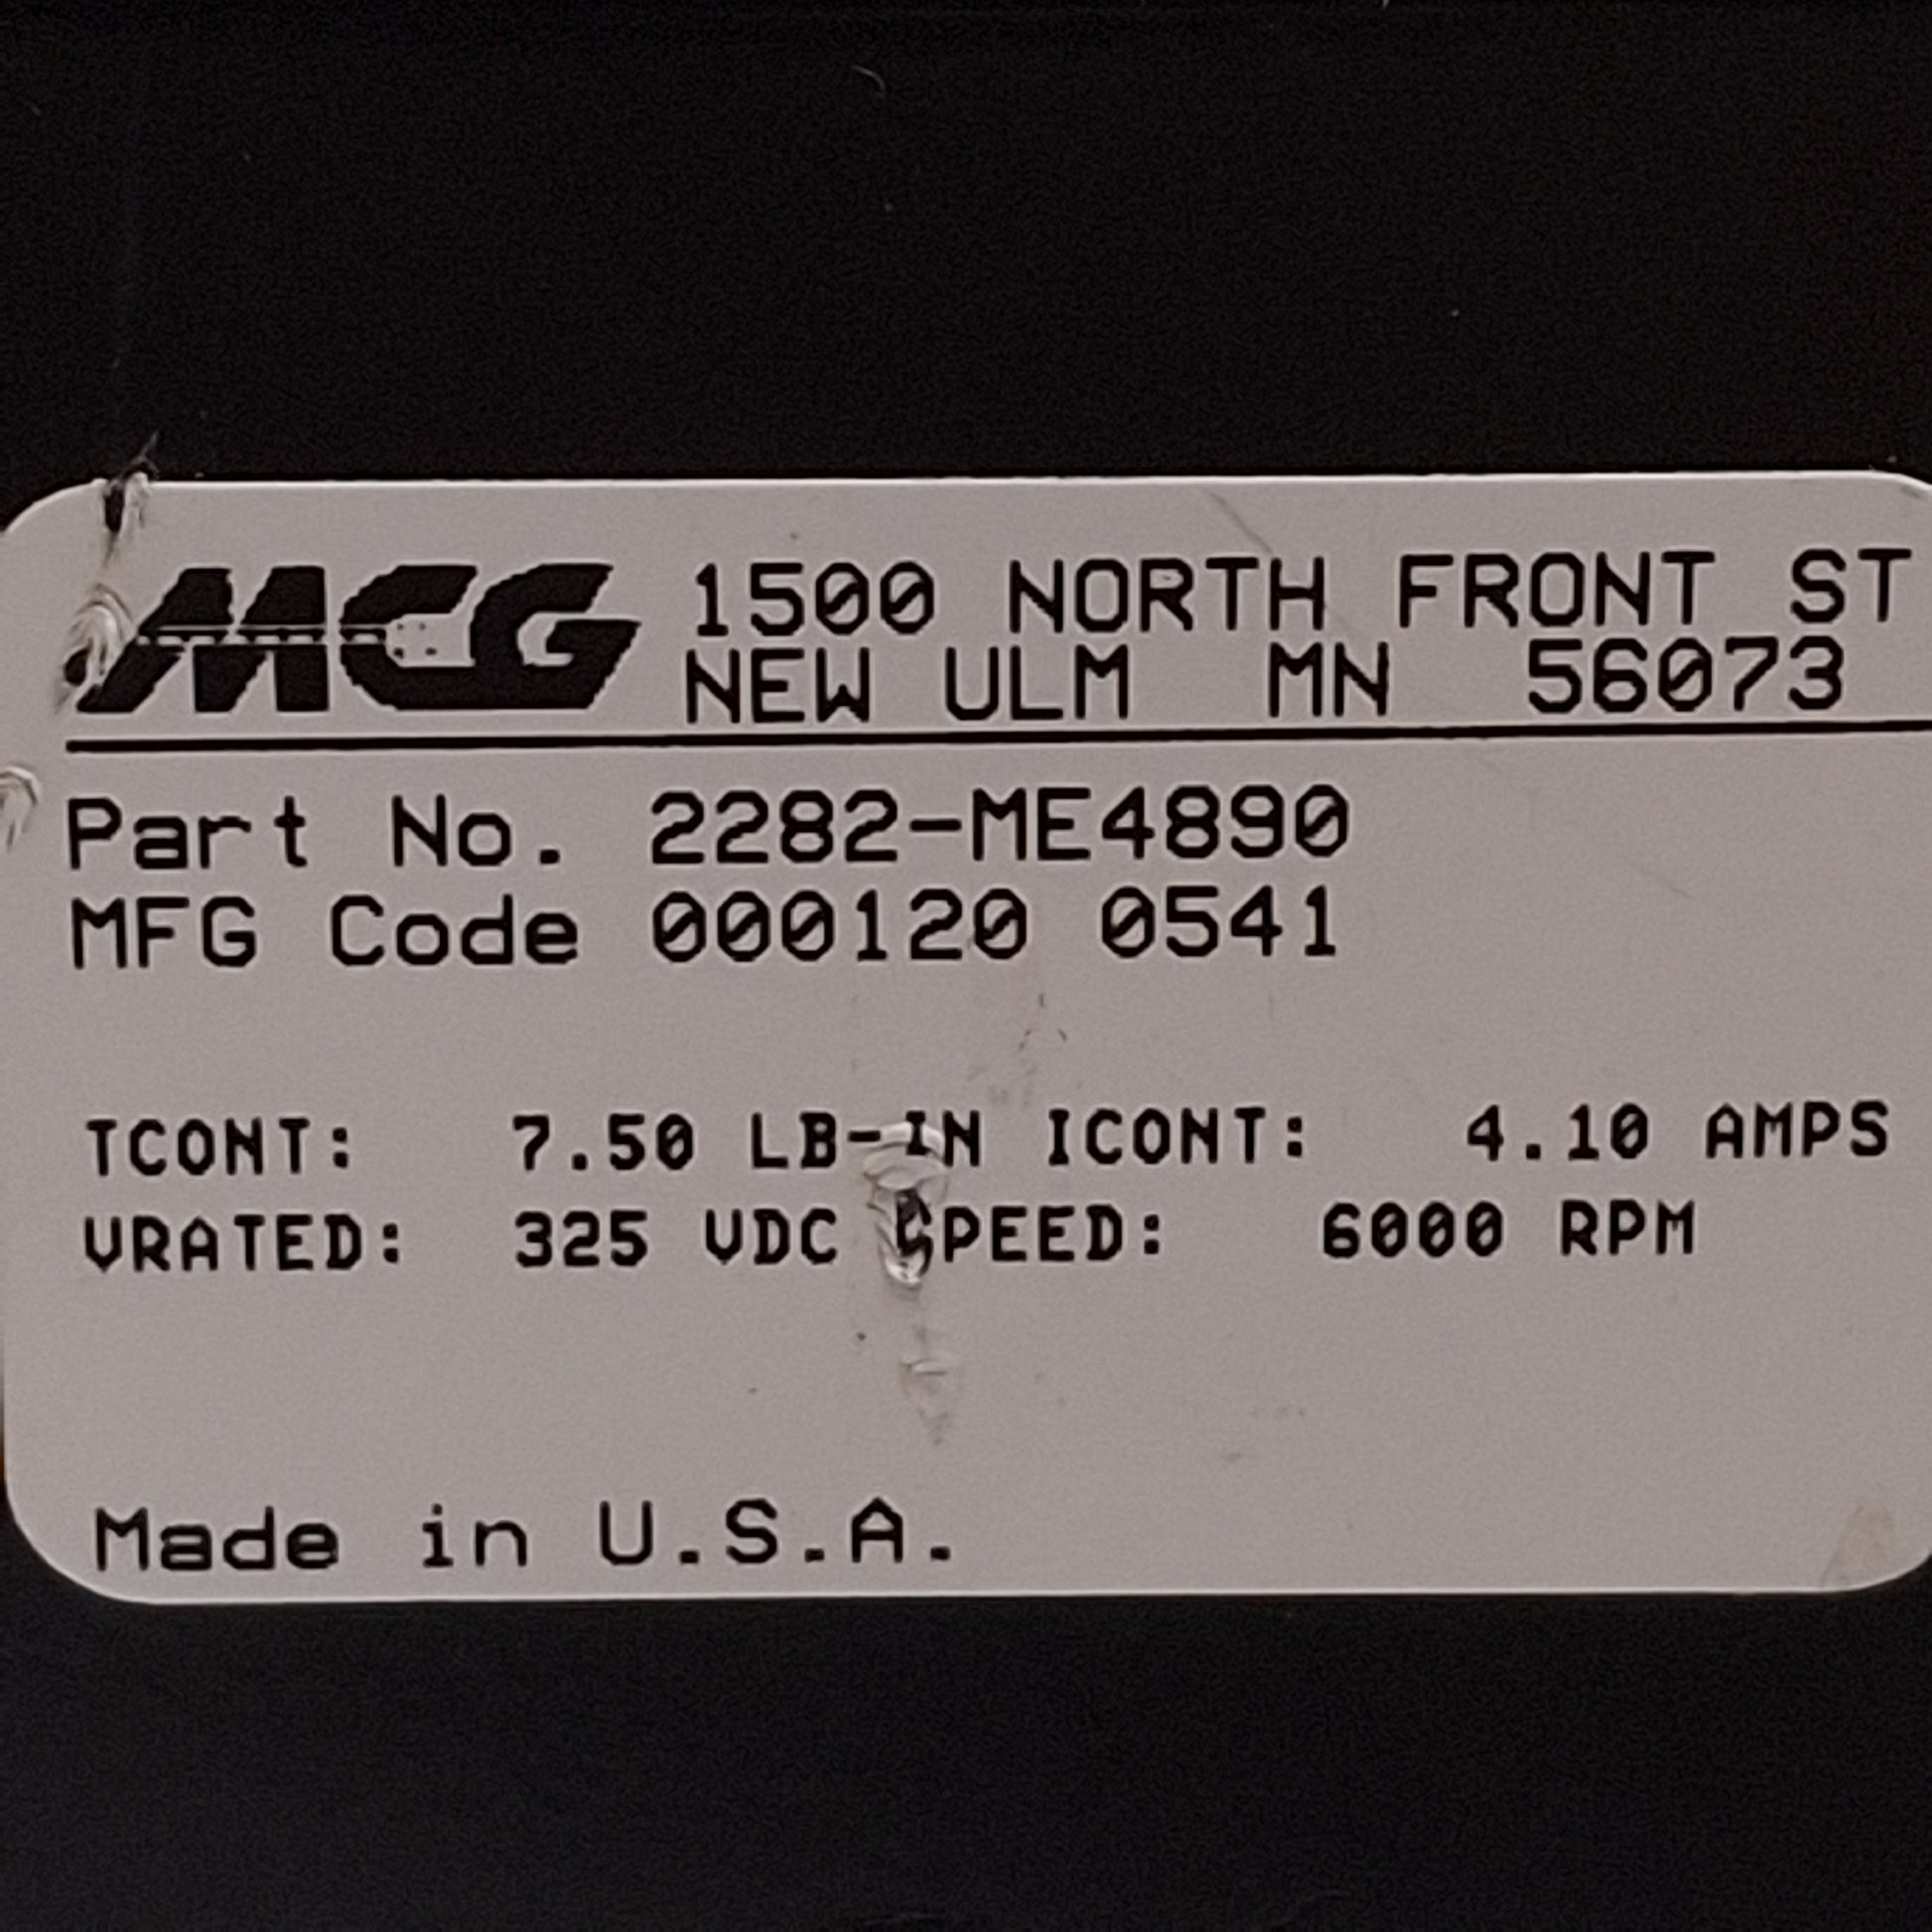 MCG 1500 NORTH FRONT ST
NEW ULM MN 56073
Part No. 2282-ME4890
MFG Code 000120 0541
TCONT: 7.50 LB-IN ICONT: 4.10 AMPS
VRATED: 325 VDC SPEED: 6000 RPM
Made in U.S.A.